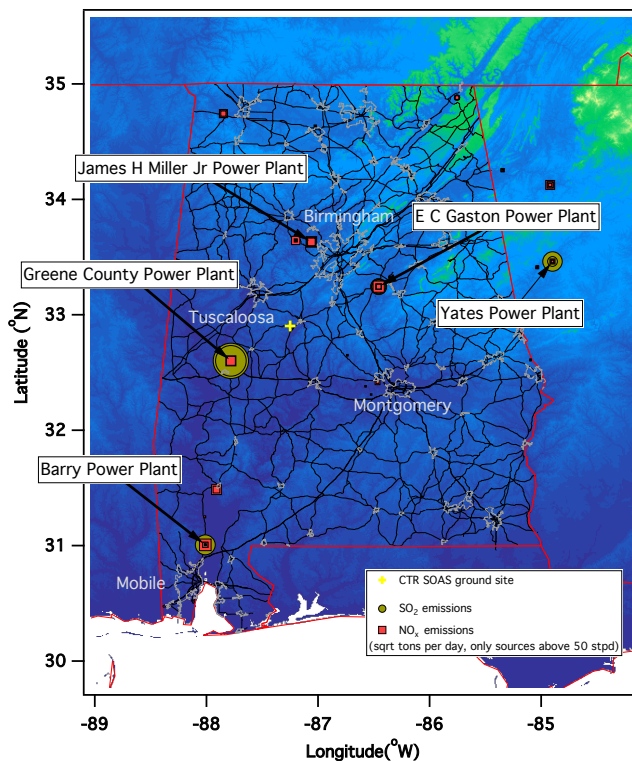 35
34
33
32
31
30
Latitude (°N)
James H Miller Jr Power Plant
Birmingham
E C Gaston Power Plant
Greene County Power Plant
Tuscaloosa
Yates Power Plant
Montgomery
Barry Power Plant
Mobile
CTR SOAS ground site
SO₂ emissions
NOₓ emissions
(sqrt tons per day, only sources above 50 stpd)
-89 -88 -87 -86 -85
Longitude(°W)